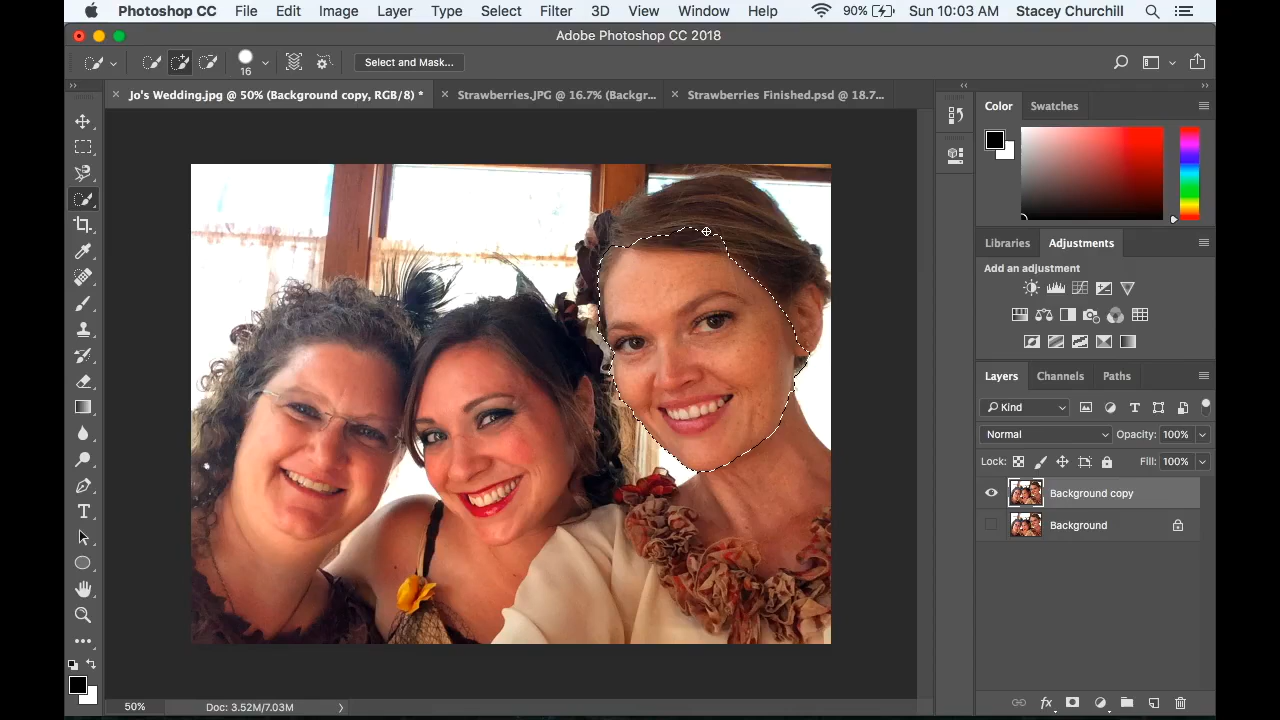 Photoshop CC File Edit Image Layer Type Select Filter 3D View Window Help 90% Sun 10:03 AM Stacey Churchill
Adobe Photoshop CC 2018
16 Select and Mask...
Jo's Wedding.jpg @ 50% (Background copy, RGB/8) * Strawberries.JPG @ 16.7% (Backgr... Strawberries Finished.psd @ 18.7...
Color Swatches
Libraries Adjustments
Add an adjustment
Layers Channels Paths
Kind
Normal Opacity: 100%
Lock: Fill: 100%
Background copy
Background
50% Doc: 3.52M/7.03M